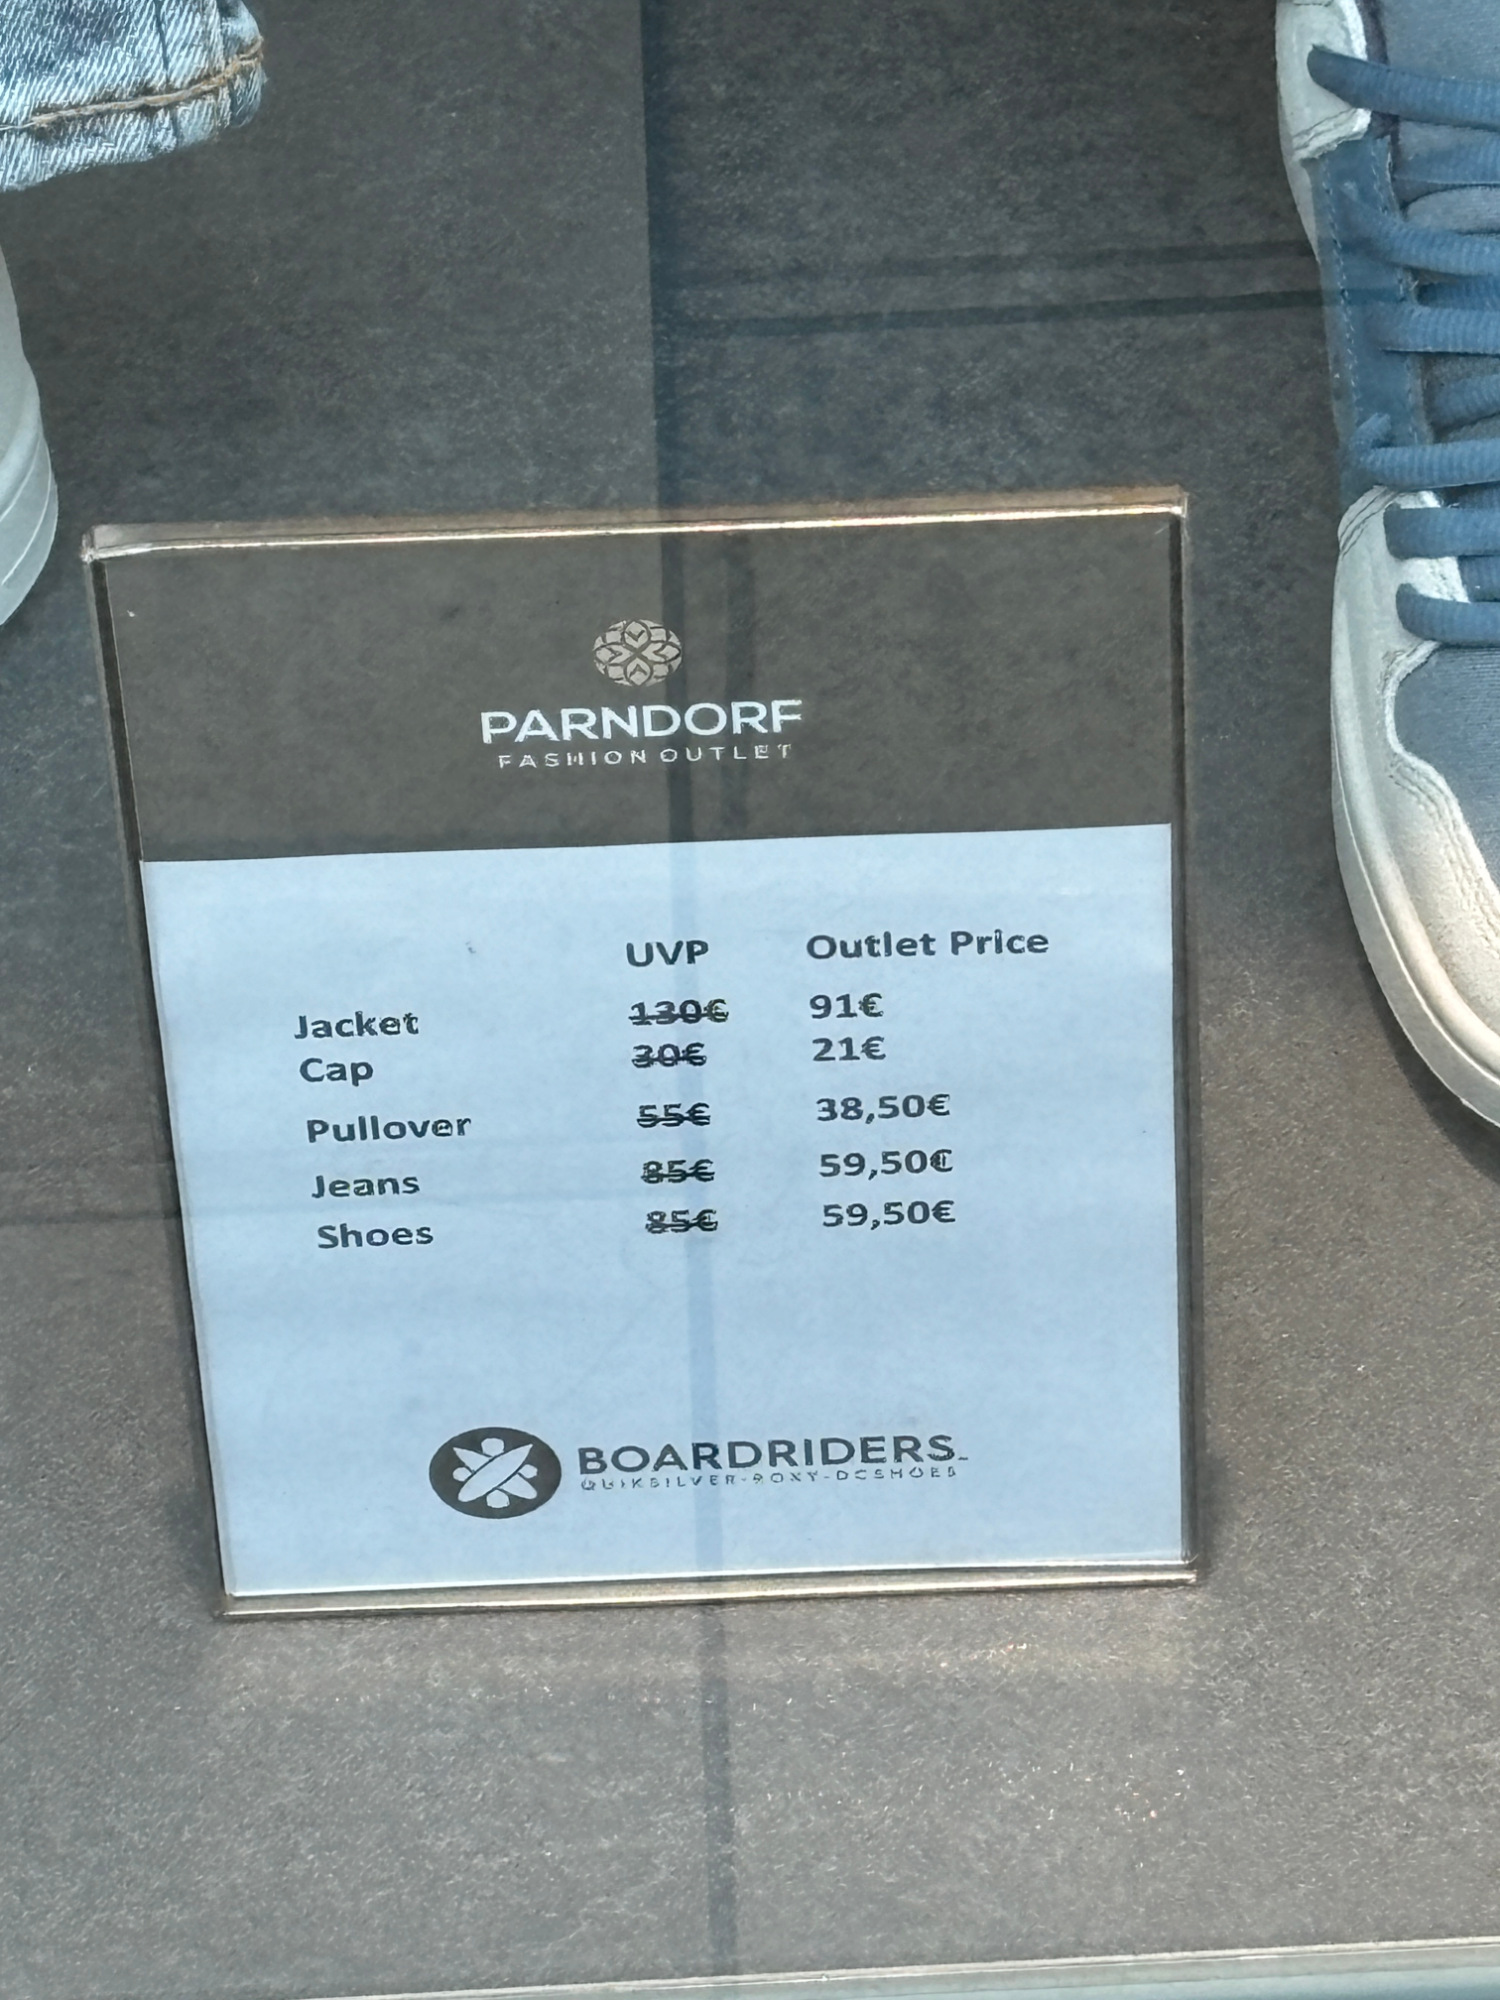 PARNDORF
FASHION OUTLET
UVP Outlet Price
Jacket 130€ 91€
Cap 30€ 21€
Pullover 55€ 38,50€
Jeans 85€ 59,50€
Shoes 85€ 59,50€
BOARDRIDERS
QUIKSILVER-ROXY-DCSHOES